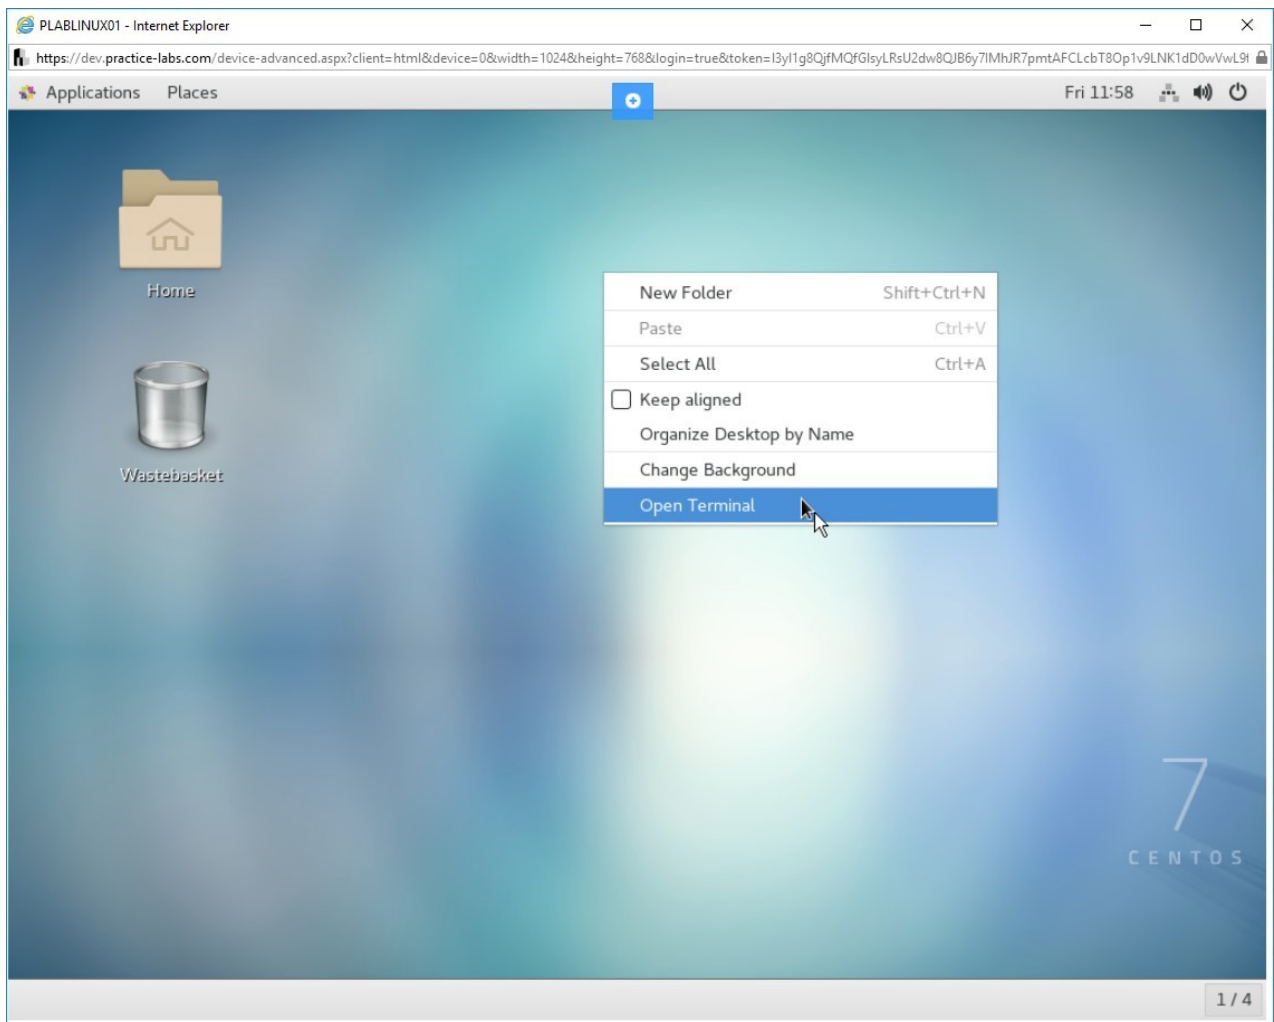 PLABLINUX01 - Internet Explorer
https://dev.practice-labs.com/device-advanced.aspx?client=html&device=0&width=1024&height=768&login=true&token=I3yI1g8QjfMQfGIsyLRsU2dw8QJB6y7IMhJR7pmtAFCLcbT8Op1v9LNK1dD0wVwL9f
Applications Places Fri 11:58
Home
Wastebasket
New Folder Shift+Ctrl+N
Paste Ctrl+V
Select All Ctrl+A
Keep aligned
Organize Desktop by Name
Change Background
Open Terminal
7
CENTOS
1 / 4